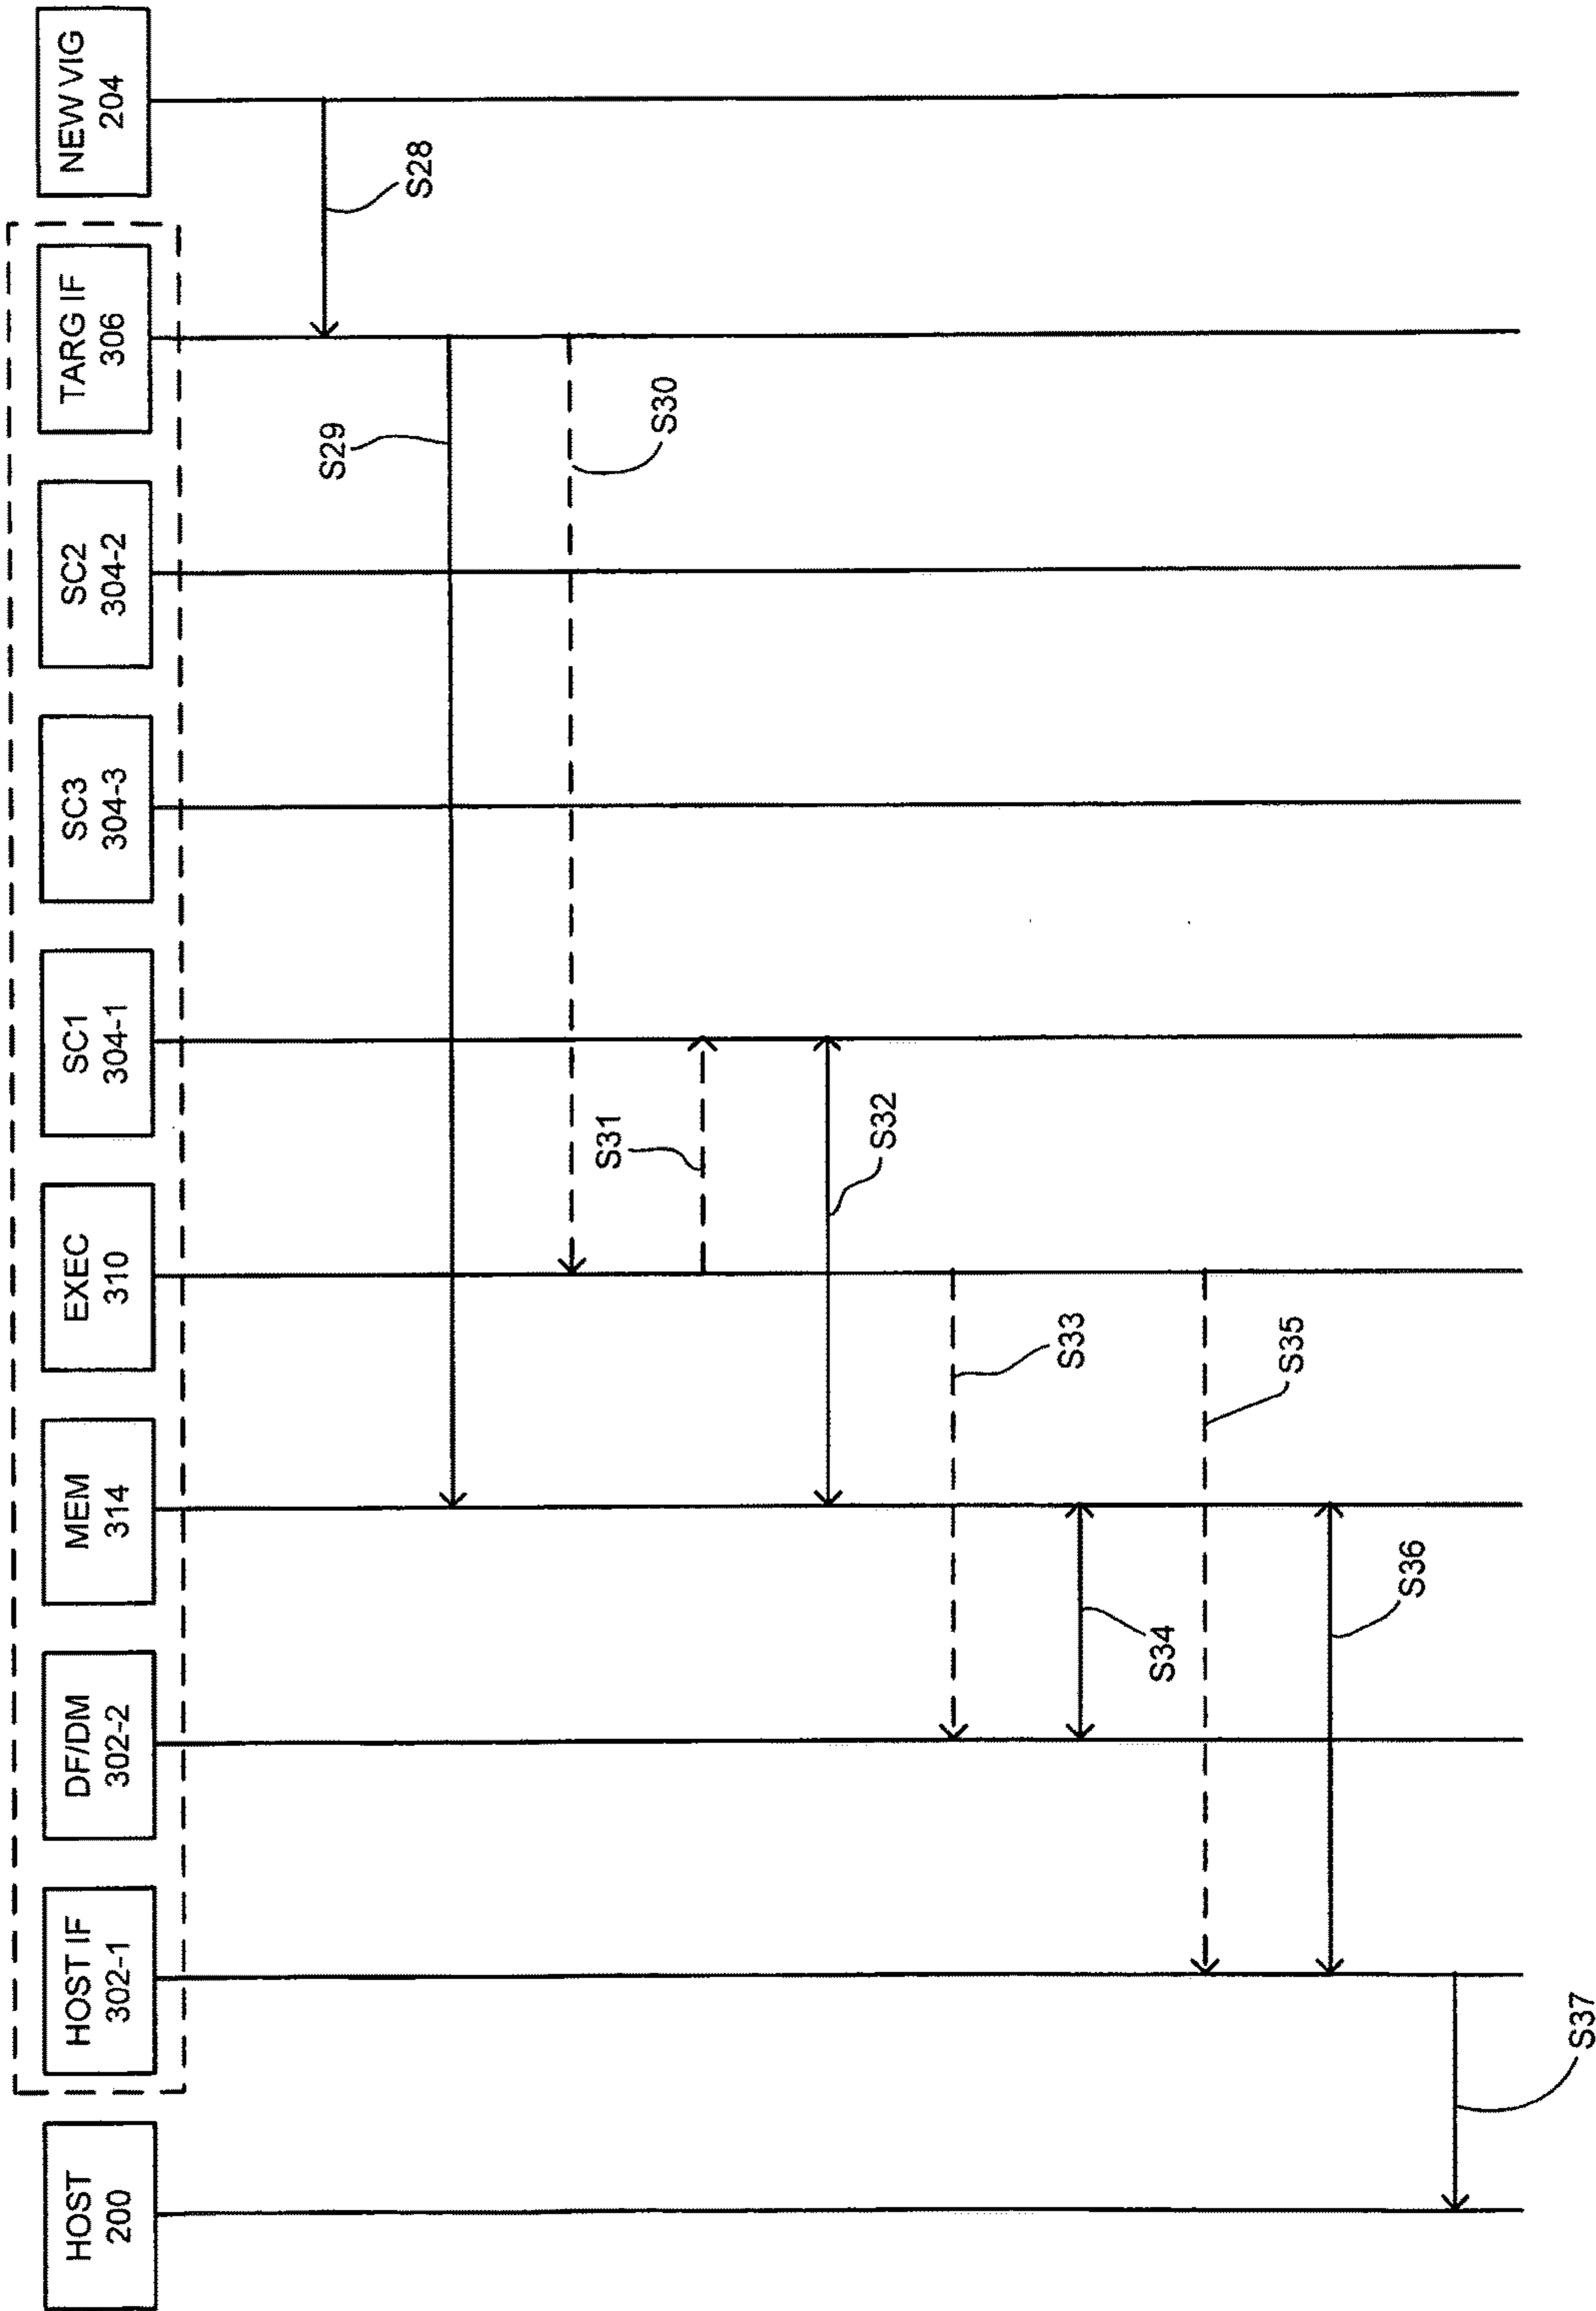 HOST
200
HOST IF
302-1
DF/DM
302-2
MEM
314
EXEC
310
SC1
304-1
SC3
304-3
SC2
304-2
TARG IF
306
NEW VIG
204
S28
S29
S30
S31
S32
S33
S34
S35
S36
S37